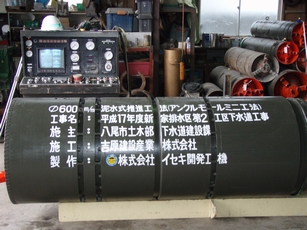 ⌀600m/m 泥水式推進工法(アンクルモールミニ工法)
工事名: 平成17年度新家排水区第2工区下水道工事
施主: 八尾市土木部 下水道建設課
施工: 吉原建設産業 株式会社
製作: 株式会社 イセキ開発工機